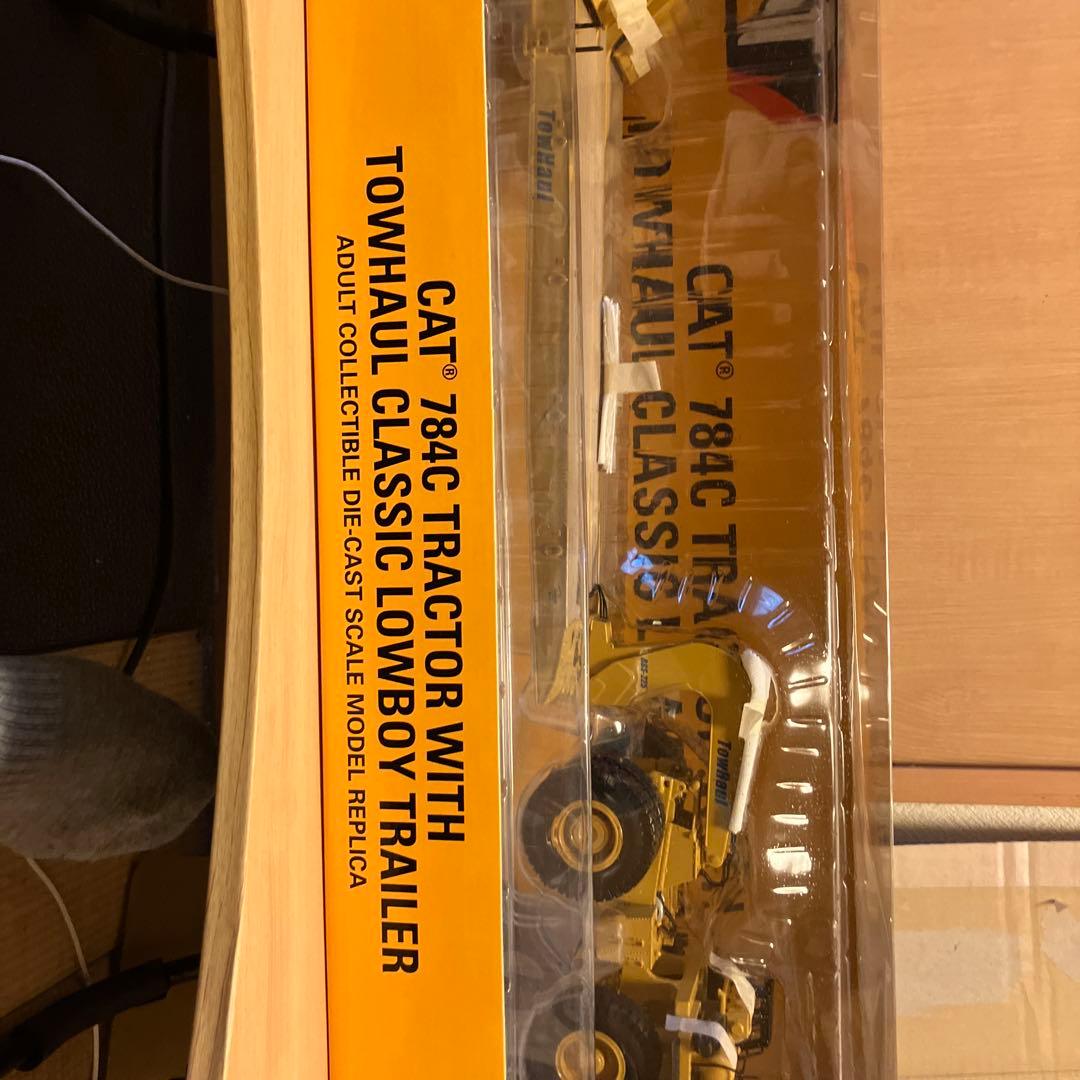 CAT® 784C TRACTOR WITH
TOWHAUL CLASSIC LOWBOY TRAILER
ADULT COLLECTIBLE DIE-CAST SCALE MODEL REPLICA
CAT® 784C TRA
TOWHAUL CLASSIC L
TowHaul
TowHaul